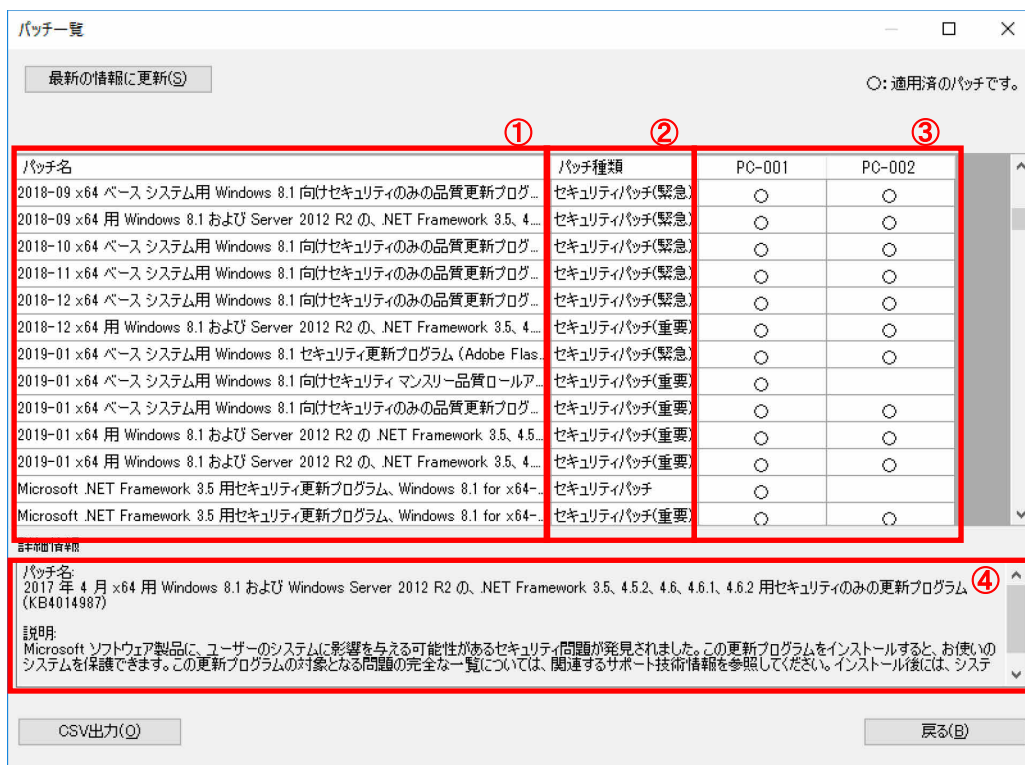 パッチ一覧
最新の情報に更新(S)
○: 適用済のパッチです。
① ② ③
パッチ名 パッチ種類 PC-001 PC-002
2018-09 x64 ベース システム用 Windows 8.1 向けセキュリティのみの品質更新プログ... セキュリティパッチ(緊急) ○ ○
2018-09 x64 用 Windows 8.1 および Server 2012 R2 の、.NET Framework 3.5、4.... セキュリティパッチ(緊急) ○ ○
2018-10 x64 ベース システム用 Windows 8.1 向けセキュリティのみの品質更新プログ... セキュリティパッチ(緊急) ○ ○
2018-11 x64 ベース システム用 Windows 8.1 向けセキュリティのみの品質更新プログ... セキュリティパッチ(緊急) ○ ○
2018-12 x64 ベース システム用 Windows 8.1 向けセキュリティのみの品質更新プログ... セキュリティパッチ(緊急) ○ ○
2018-12 x64 用 Windows 8.1 および Server 2012 R2 の、.NET Framework 3.5、4.... セキュリティパッチ(重要) ○ ○
2019-01 x64 ベース システム用 Windows 8.1 セキュリティ更新プログラム (Adobe Flas... セキュリティパッチ(緊急) ○ ○
2019-01 x64 ベース システム用 Windows 8.1 向けセキュリティ マンスリー品質ロールア... セキュリティパッチ(重要) ○
2019-01 x64 ベース システム用 Windows 8.1 向けセキュリティのみの品質更新プログ... セキュリティパッチ(重要) ○ ○
2019-01 x64 用 Windows 8.1 および Server 2012 R2 の .NET Framework 3.5、4.5... セキュリティパッチ(重要) ○ ○
2019-01 x64 用 Windows 8.1 および Server 2012 R2 の、.NET Framework 3.5、4.... セキュリティパッチ(重要) ○ ○
Microsoft .NET Framework 3.5 用セキュリティ更新プログラム、Windows 8.1 for x64-... セキュリティパッチ ○
Microsoft .NET Framework 3.5 用セキュリティ更新プログラム、Windows 8.1 for x64-... セキュリティパッチ(重要) ○ ○
詳細情報
④
パッチ名:
2017 年 4 月 x64 用 Windows 8.1 および Windows Server 2012 R2 の、.NET Framework 3.5、4.5.2、4.6、4.6.1、4.6.2 用セキュリティのみの更新プログラム
(KB4014987)
説明:
Microsoft ソフトウェア製品に、ユーザーのシステムに影響を与える可能性があるセキュリティ問題が発見されました。この更新プログラムをインストールすると、お使いの
システムを保護できます。この更新プログラムの対象となる問題の完全な一覧については、関連するサポート技術情報を参照してください。インストール後には、システ
CSV出力(O)
戻る(B)